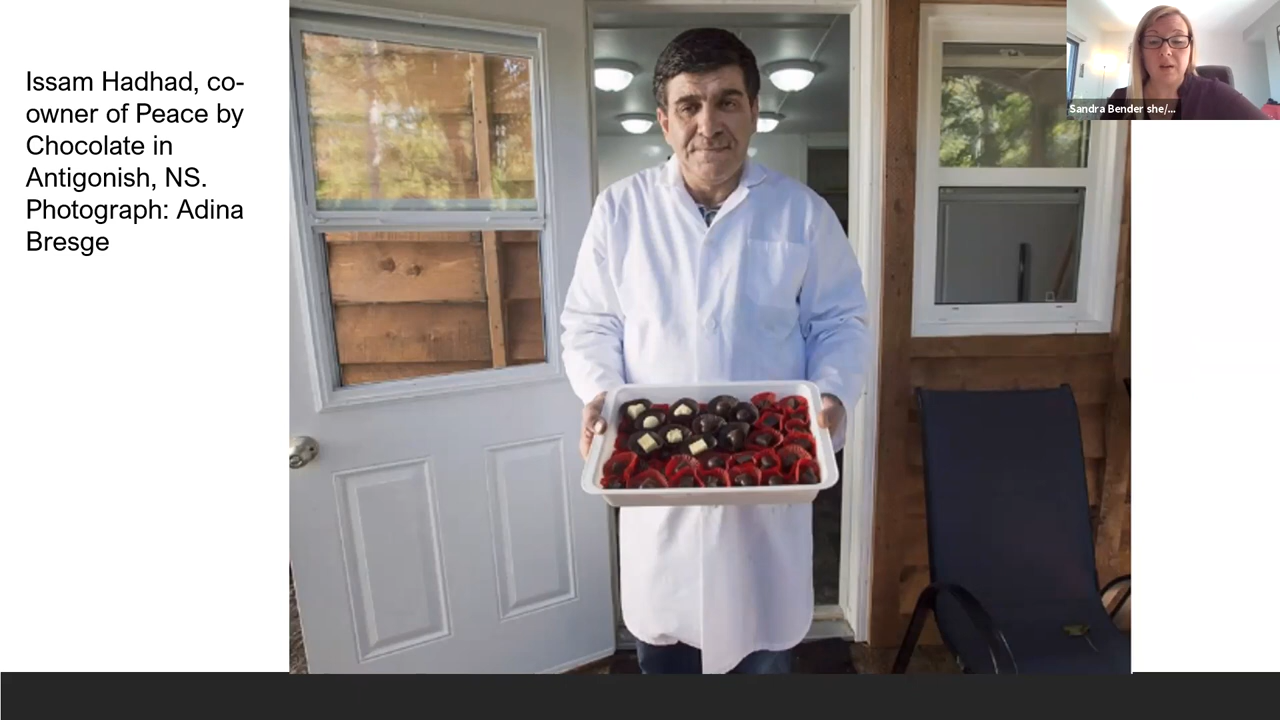 Issam Hadhad, co-
owner of Peace by
Chocolate in
Antigonish, NS.
Photograph: Adina
Bresge
Sandra Bender she/...